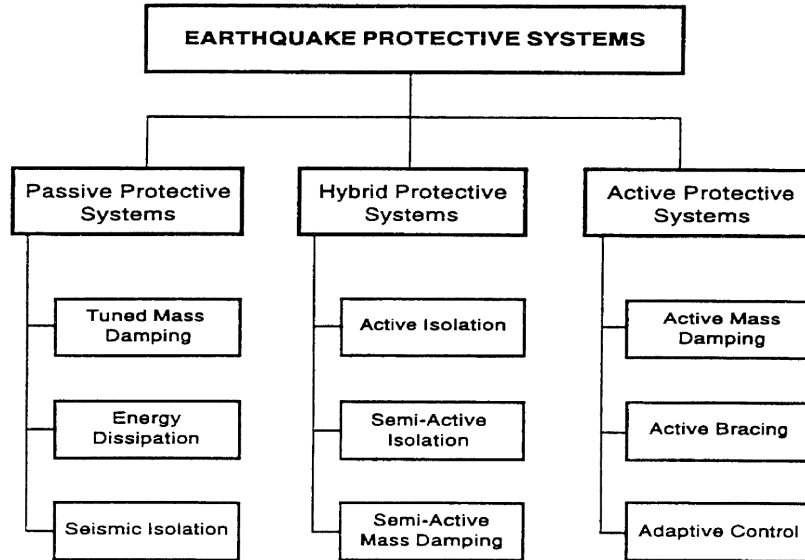 EARTHQUAKE PROTECTIVE SYSTEMS
Passive Protective
Systems
Hybrid Protective
Systems
Active Protective
Systems
Tuned Mass
Damping
Active Isolation
Active Mass
Damping
Energy
Dissipation
Semi-Active
Isolation
Active Bracing
Seismic Isolation
Semi-Active
Mass Damping
Adaptive Control